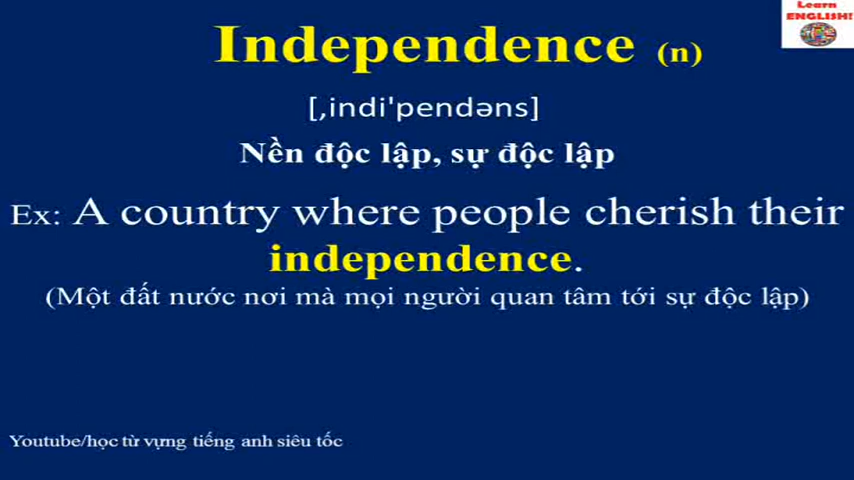 Learn
ENGLISH!
Independence (n)
[,indi'pendəns]
Nền độc lập, sự độc lập
Ex: A country where people cherish their
independence.
(Một đất nước nơi mà mọi người quan tâm tới sự độc lập)
Youtube/học từ vựng tiếng anh siêu tốc